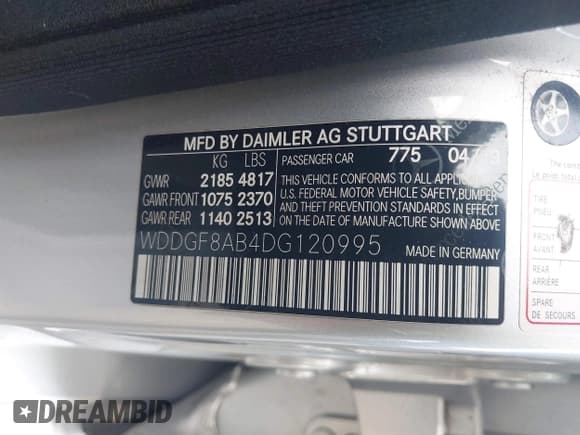 MFD BY DAIMLER AG STUTTGART
KG LBS PASSENGER CAR 775
GVWR 2185 4817
GAWR FRONT 1075 2370
GAWR REAR 1140 2513
THIS VEHICLE CONFORMS TO ALL APPLICABLE
U.S. FEDERAL MOTOR VEHICLE SAFETY, BUMPER
AND THEFT PREVENTION STANDARDS IN EFFECT
ON THE DATE OF MANUFACTURE SHOWN ABOVE
WDDGF8AB4DG120995
MADE IN GERMANY
TIRE
PNEU
FRONT
AVANT
REAR
ARRIÈRE
SPARE
DE SECOURS
DREAMBID